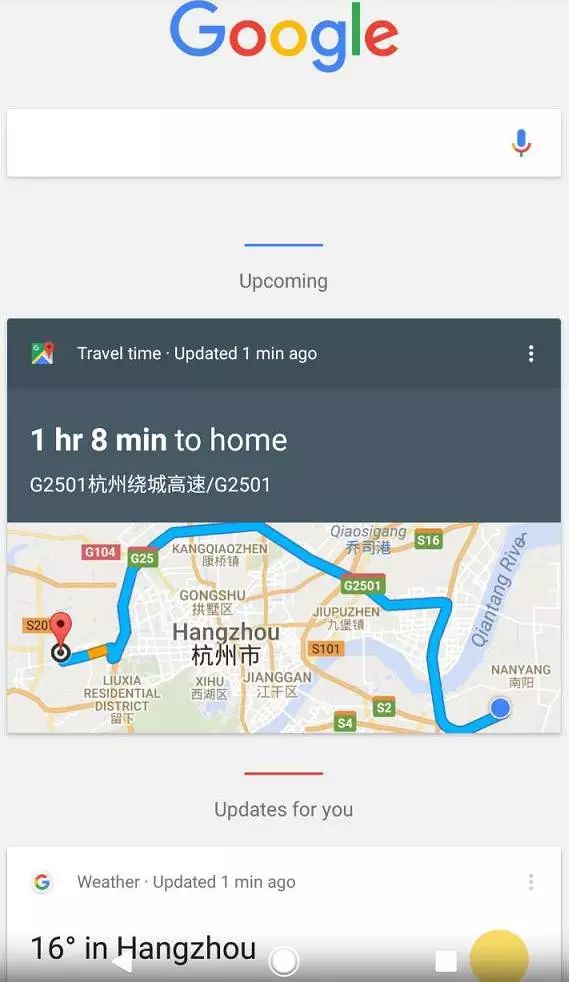 Google
Upcoming
Travel time · Updated 1 min ago
1 hr 8 min to home
G2501杭州绕城高速/G2501
Qiaosigang
乔司港
S16
G104
G25
KANGQIAOZHEN
康桥镇
G2501
GONGSHU
拱墅区
JIUPUZHEN
九堡镇
Qiantang River
S201
Hangzhou
杭州市
S101
NANYANG
南阳
LIUXIA
RESIDENTIAL
DISTRICT
留下
XIHU
西湖区
JIANGGAN
江干区
S2
S4
Updates for you
Weather · Updated 1 min ago
16° in Hangzhou